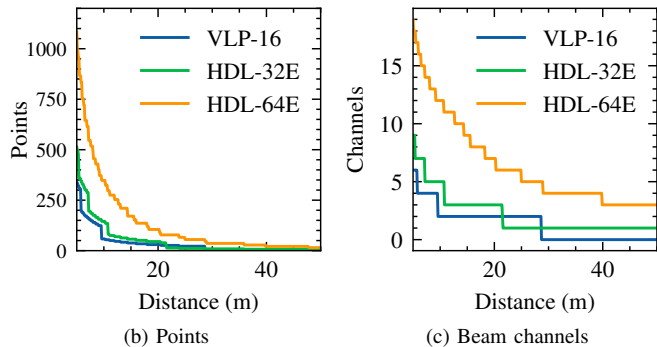 Points
1000
750
500
250
0
VLP-16
HDL-32E
HDL-64E
20
40
Distance (m)
(b) Points
Channels
15
10
5
0
VLP-16
HDL-32E
HDL-64E
20
40
Distance (m)
(c) Beam channels